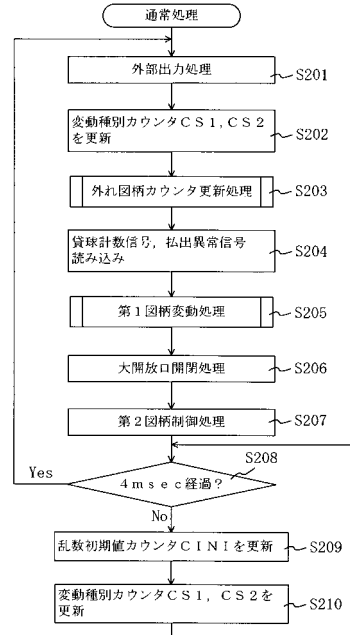 通常処理
外部出力処理
S201
変動種別カウンタCS1,CS2
を更新
S202
外れ図柄カウンタ更新処理
S203
貸球計数信号,払出異常信号
読み込み
S204
第1図柄変動処理
S205
大開放口開閉処理
S206
第2図柄制御処理
S207
S208
Yes
4msec経過?
No
乱数初期値カウンタCINIを更新
S209
変動種別カウンタCS1,CS2を
更新
S210